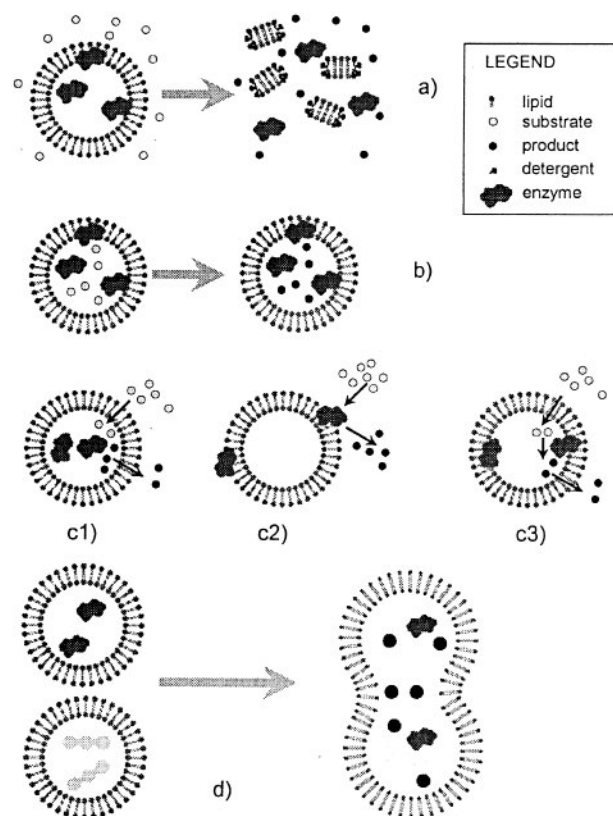 a)
LEGEND
lipid
substrate
product
detergent
enzyme
b)
c1)
c2)
c3)
d)